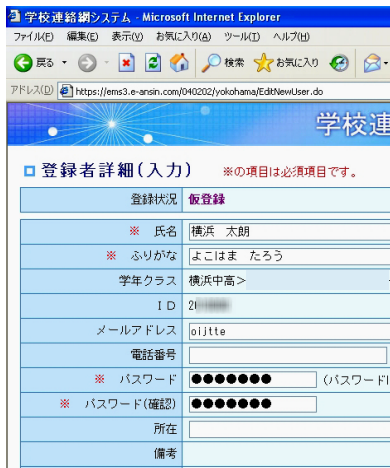 学校連絡網システム - Microsoft Internet Explorer
ファイル(F) 編集(E) 表示(V) お気に入り(A) ツール(T) ヘルプ(H)
戻る 検索 お気に入り
アドレス(D) https://ems3.e-ansin.com/040202/yokohama/EditNewUser.do
学校連
登録者詳細(入力) ※の項目は必須項目です。
登録状況 仮登録
※ 氏名 横浜 太朗
※ ふりがな よこはま たろう
学年クラス 横浜中高>
ID 2
メールアドレス oijtte
電話番号
※ パスワード ●●●●●●● (パスワード
※ パスワード(確認) ●●●●●●●
所在
備考